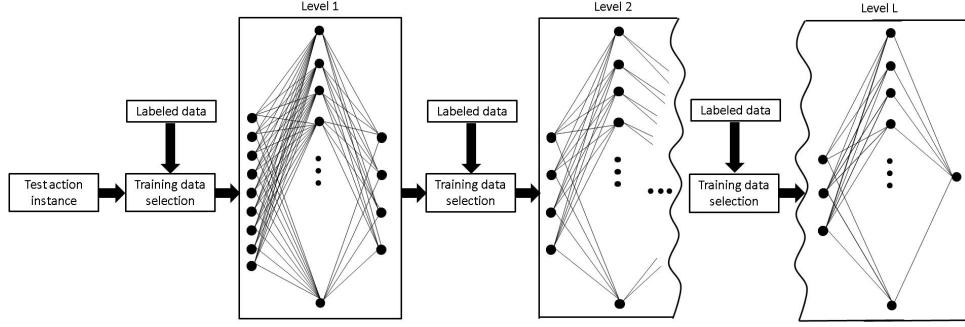 Level 1
Level 2
Level L
Labeled data
Labeled data
Labeled data
Test action
instance
Training data
selection
Training data
selection
Training data
selection